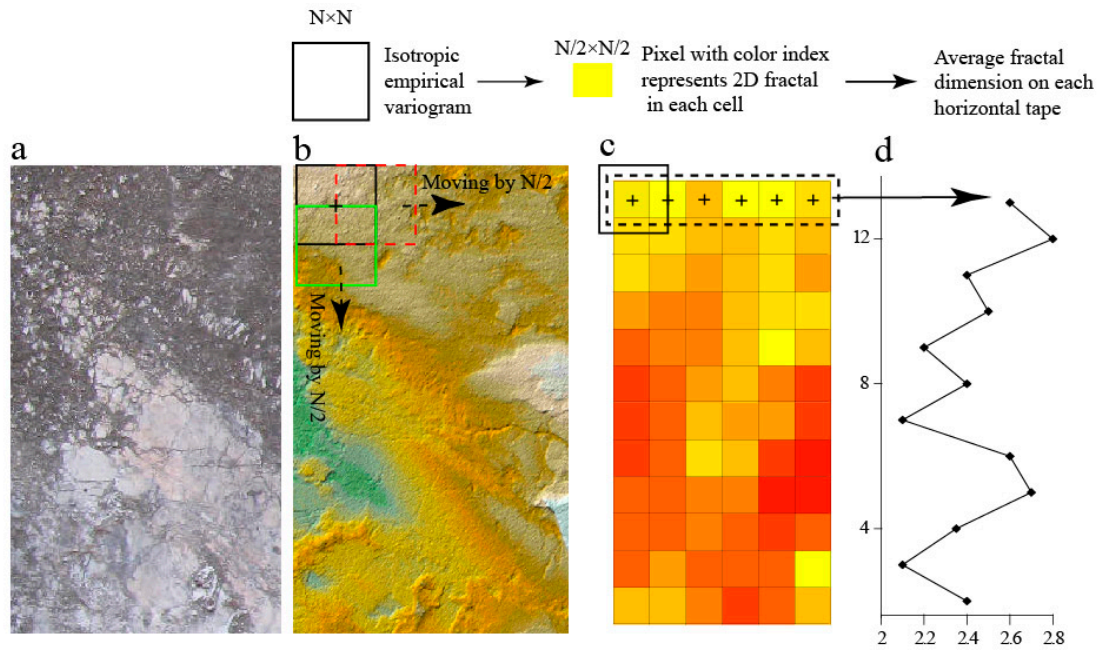 N×N
Isotropic
empirical
variogram
N/2×N/2
Pixel with color index
represents 2D fractal
in each cell
Average fractal
dimension on each
horizontal tape
a
b
c
d
Moving by N/2
Moving by N/2
12
8
4
2
2.2
2.4
2.6
2.8